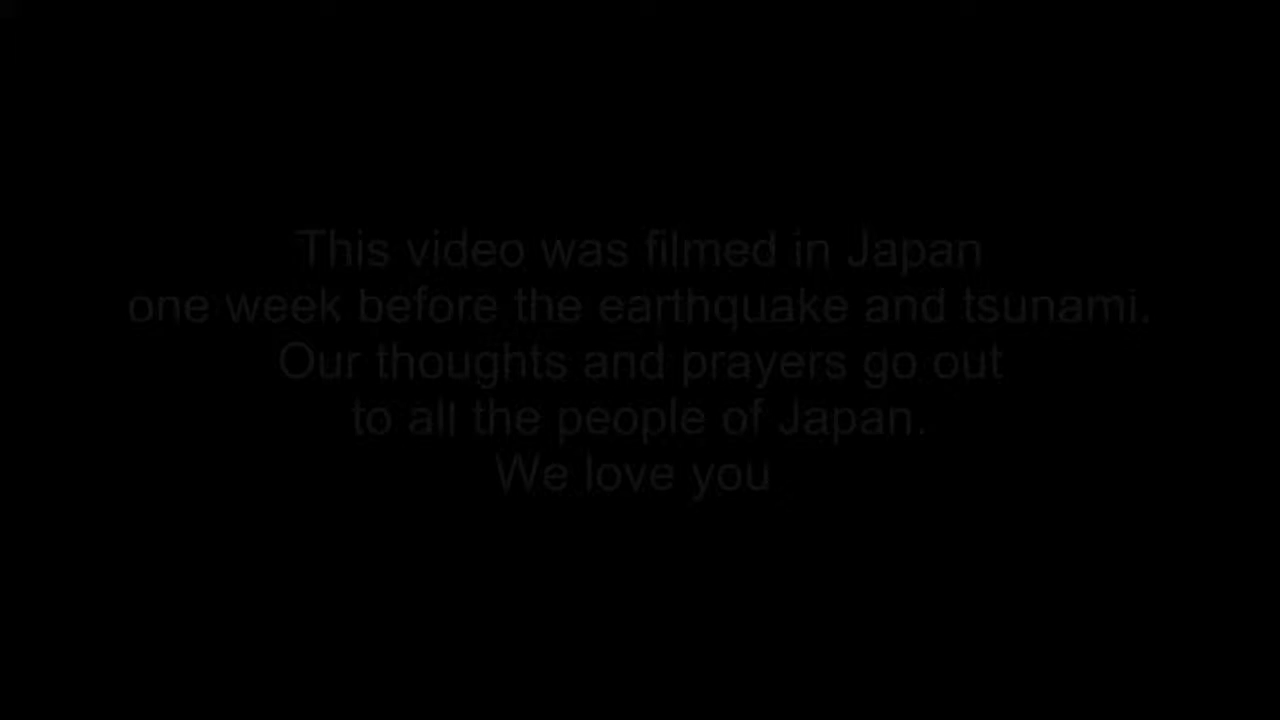 This video was filmed in Japan
one week before the earthquake and tsunami.
Our thoughts and prayers go out
to all the people of Japan.
We love you